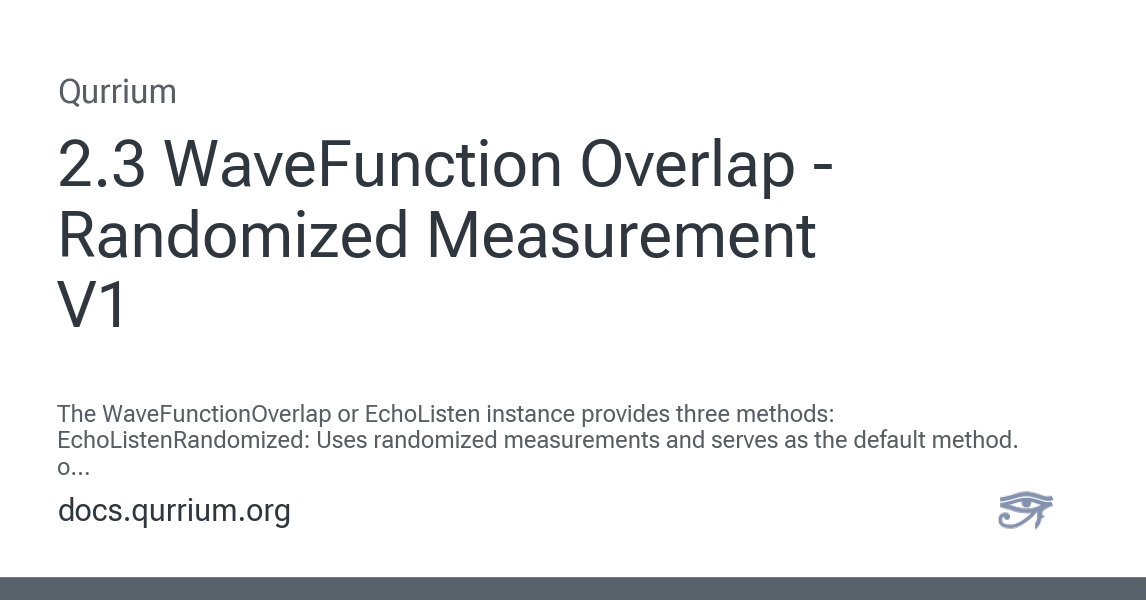 Qurrium
2.3 WaveFunction Overlap -
Randomized Measurement
V1
The WaveFunctionOverlap or EchoListen instance provides three methods:
EchoListenRandomized: Uses randomized measurements and serves as the default method.
o...
docs.qurrium.org